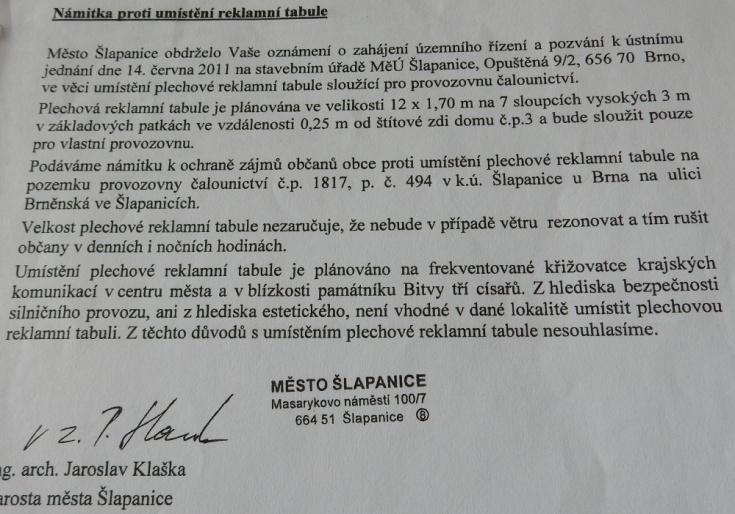 Námitka proti umístění reklamní tabule
Město Šlapanice obdrželo Vaše oznámení o zahájení územního řízení a pozvání k ústnímu
jednání dne 14. června 2011 na stavebním úřadě MěÚ Šlapanice, Opuštěná 9/2, 656 70 Brno,
ve věci umístění plechové reklamní tabule sloužící pro provozovnu čalounictví.
Plechová reklamní tabule je plánována ve velikosti 12 x 1,70 m na 7 sloupcích vysokých 3 m
v základových patkách ve vzdálenosti 0,25 m od štítové zdi domu č.p.3 a bude sloužit pouze
pro vlastní provozovnu.
Podáváme námitku k ochraně zájmů občanů obce proti umístění plechové reklamní tabule na
pozemku provozovny čalounictví č.p. 1817, p. č. 494 v k.ú. Šlapanice u Brna na ulici
Brněnská ve Šlapanicích.
Velkost plechové reklamní tabule nezaručuje, že nebude v případě větru rezonovat a tím rušit
občany v denních i nočních hodinách.
Umístění plechové reklamní tabule je plánováno na frekventované křižovatce krajských
komunikací v centru města a v blízkosti památníku Bitvy tří císařů. Z hlediska bezpečnosti
silničního provozu, ani z hlediska estetického, není vhodné v dané lokalitě umístit plechovou
reklamní tabuli. Z těchto důvodů s umístěním plechové reklamní tabule nesouhlasíme.
MĚSTO ŠLAPANICE
Masarykovo náměstí 100/7
664 51 Šlapanice ⑧
v z.
ng. arch. Jaroslav Klaška
arosta města Šlapanice